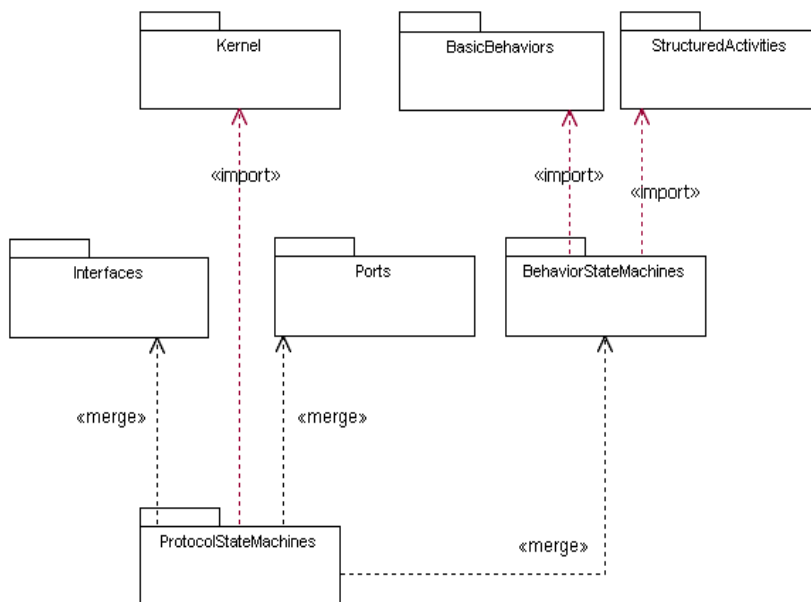 Kernel
BasicBehaviors
StructuredActivities
«import»
«import»
«import»
Interfaces
Ports
BehaviorStateMachines
«merge»
«merge»
ProtocolStateMachines
«merge»